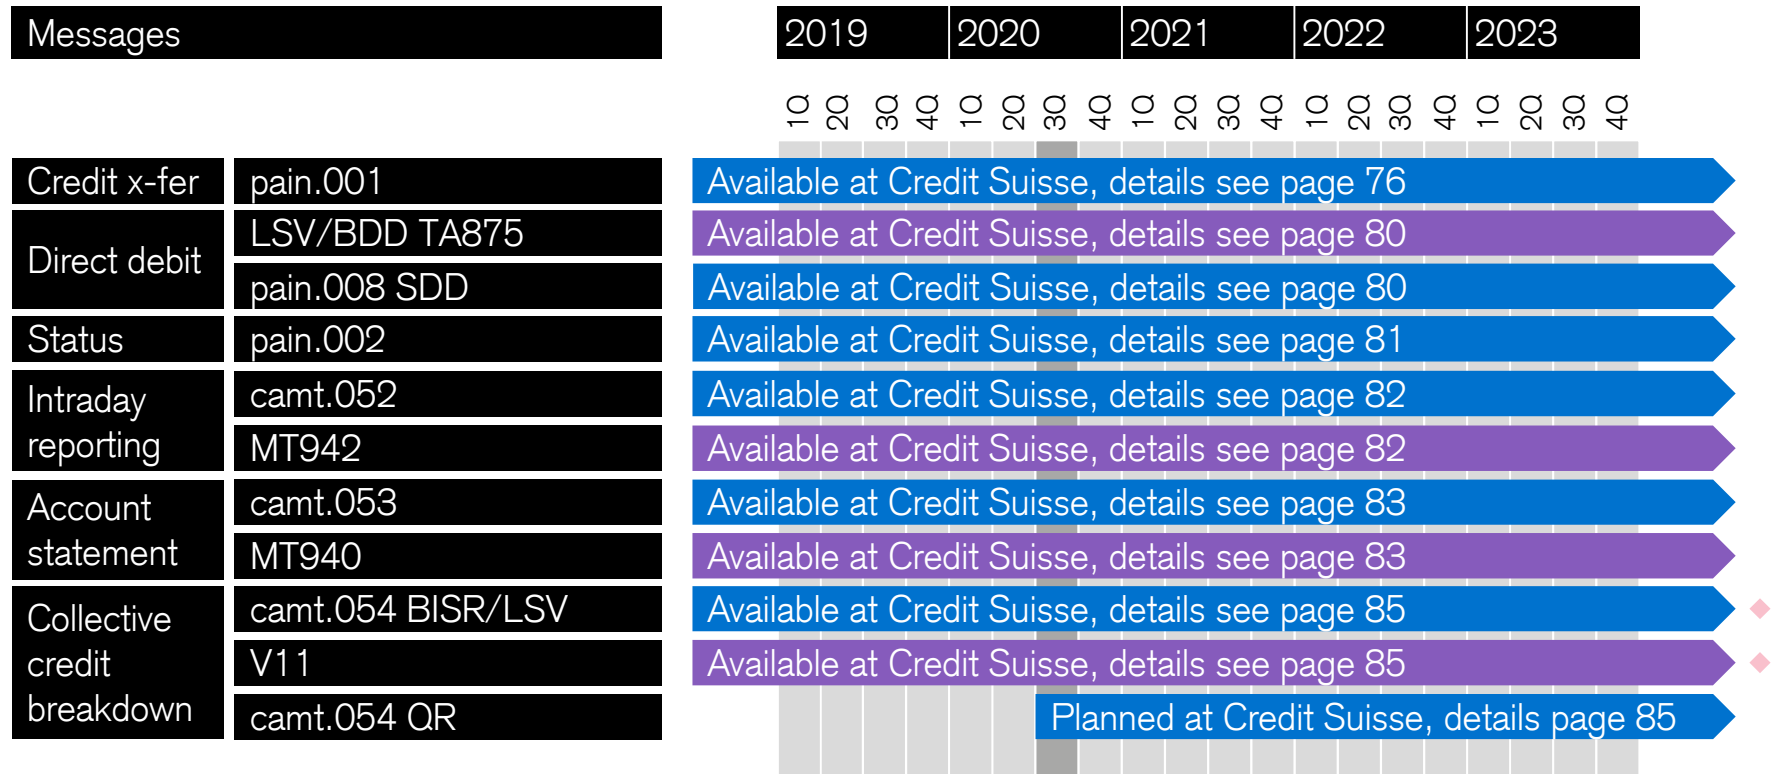 Messages 2019 2020 2021 2022 2023
1Q 2Q 3Q 4Q 1Q 2Q 3Q 4Q 1Q 2Q 3Q 4Q 1Q 2Q 3Q 4Q 1Q 2Q 3Q 4Q
Credit x-fer pain.001 Available at Credit Suisse, details see page 76
Direct debit
LSV/BDD TA875 Available at Credit Suisse, details see page 80
pain.008 SDD Available at Credit Suisse, details see page 80
Status pain.002 Available at Credit Suisse, details see page 81
Intraday
reporting
camt.052 Available at Credit Suisse, details see page 82
MT942 Available at Credit Suisse, details see page 82
Account
statement
camt.053 Available at Credit Suisse, details see page 83
MT940 Available at Credit Suisse, details see page 83
Collective
credit
breakdown
camt.054 BISR/LSV Available at Credit Suisse, details see page 85
V11 Available at Credit Suisse, details see page 85
camt.054 QR Planned at Credit Suisse, details page 85